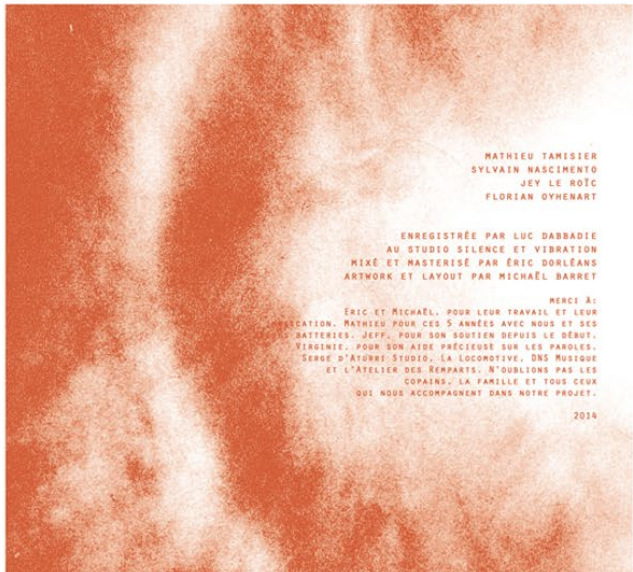 MATHIEU TAMISIER
SYLVAIN NASCIMENTO
JEY LE ROÏC
FLORIAN OYHENART
ENREGISTRÉE PAR LUC DABBADIE
AU STUDIO SILENCE ET VIBRATION
MIXÉ ET MASTERISÉ PAR ÉRIC DORLÉANS
ARTWORK ET LAYOUT PAR MICHAËL BARRET
MERCI À:
ERIC ET MICHAËL, POUR LEUR TRAVAIL ET LEUR
MATHIEU POUR CES 5 ANNÉES AVEC NOUS ET SES
BATTERIES. JEFF, POUR SON SOUTIEN DEPUIS LE DÉBUT.
VIRGINIE, POUR SON AIDE PRÉCIEUSE SUR LES PAROLES.
SERGE D'ATURRI STUDIO, LA LOCOMOTIVE, DNS MUSIQUE
ET L'ATELIER DES REMPARTS. N'OUBLIONS PAS LES
COPAINS, LA FAMILLE ET TOUS CEUX
QUI NOUS ACCOMPAGNENT DANS NOTRE PROJET.
2014